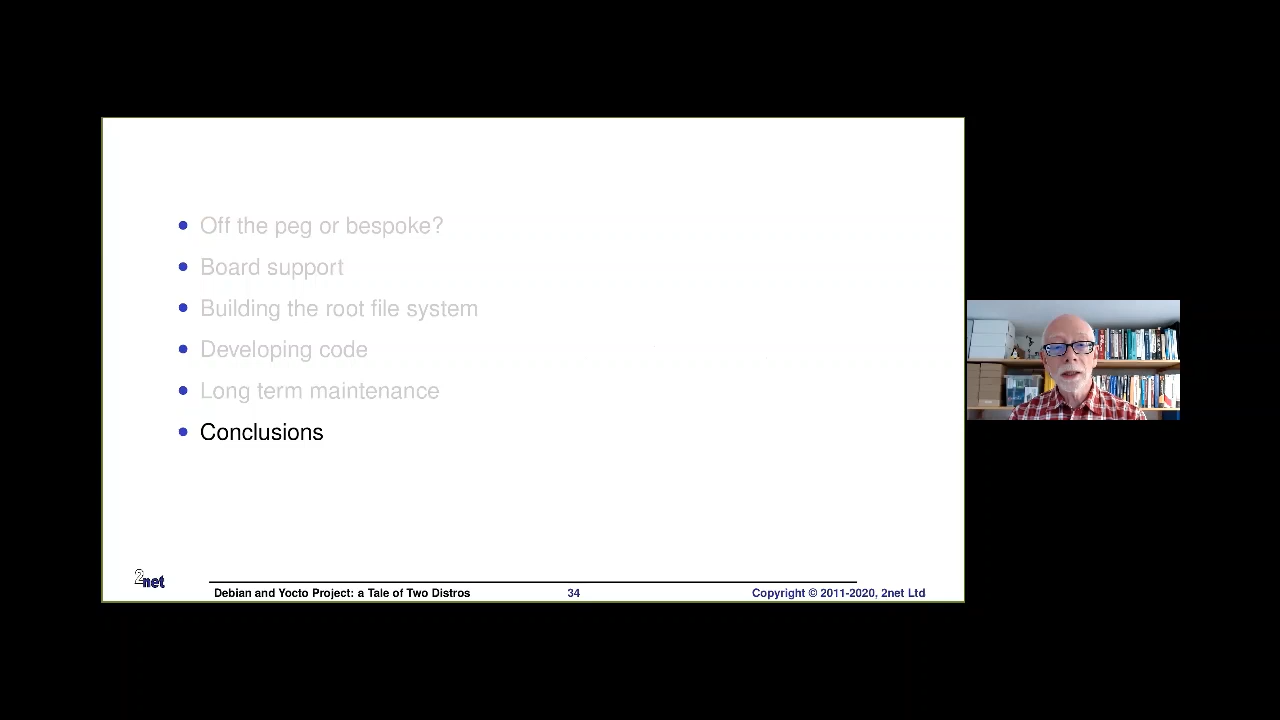 Off the peg or bespoke?
Board support
Building the root file system
Developing code
Long term maintenance
Conclusions
2net
Debian and Yocto Project: a Tale of Two Distros 34 Copyright © 2011-2020, 2net Ltd